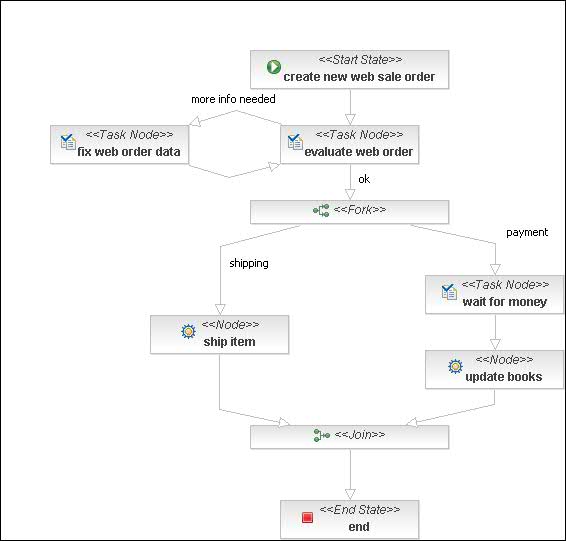 <<Start State>>
create new web sale order
more info needed
<<Task Node>>
fix web order data
<<Task Node>>
evaluate web order
ok
<<Fork>>
payment
shipping
<<Task Node>>
wait for money
<<Node>>
ship item
<<Node>>
update books
<<Join>>
<<End State>>
end